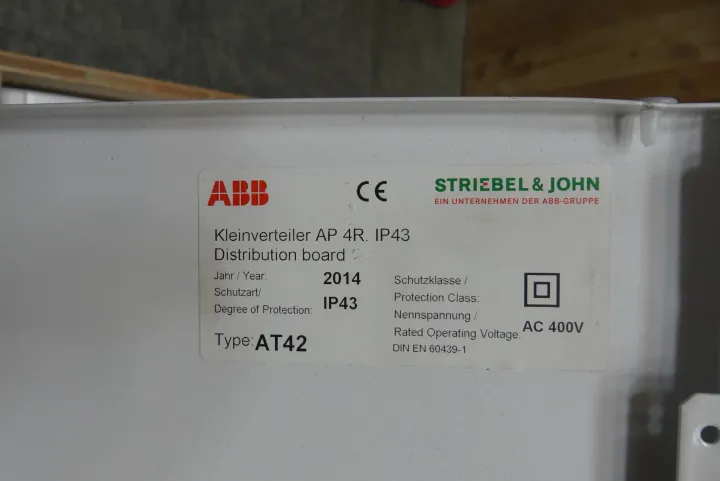 ABB
CE
STRIEBEL & JOHN
EIN UNTERNEHMEN DER ABB-GRUPPE
Kleinverteiler AP 4R. IP43
Distribution board
Jahr / Year: 2014
Schutzart/
Degree of Protection: IP43
Type: AT42
Schutzklasse /
Protection Class:
Nennspannung /
Rated Operating Voltage: AC 400V
DIN EN 60439-1